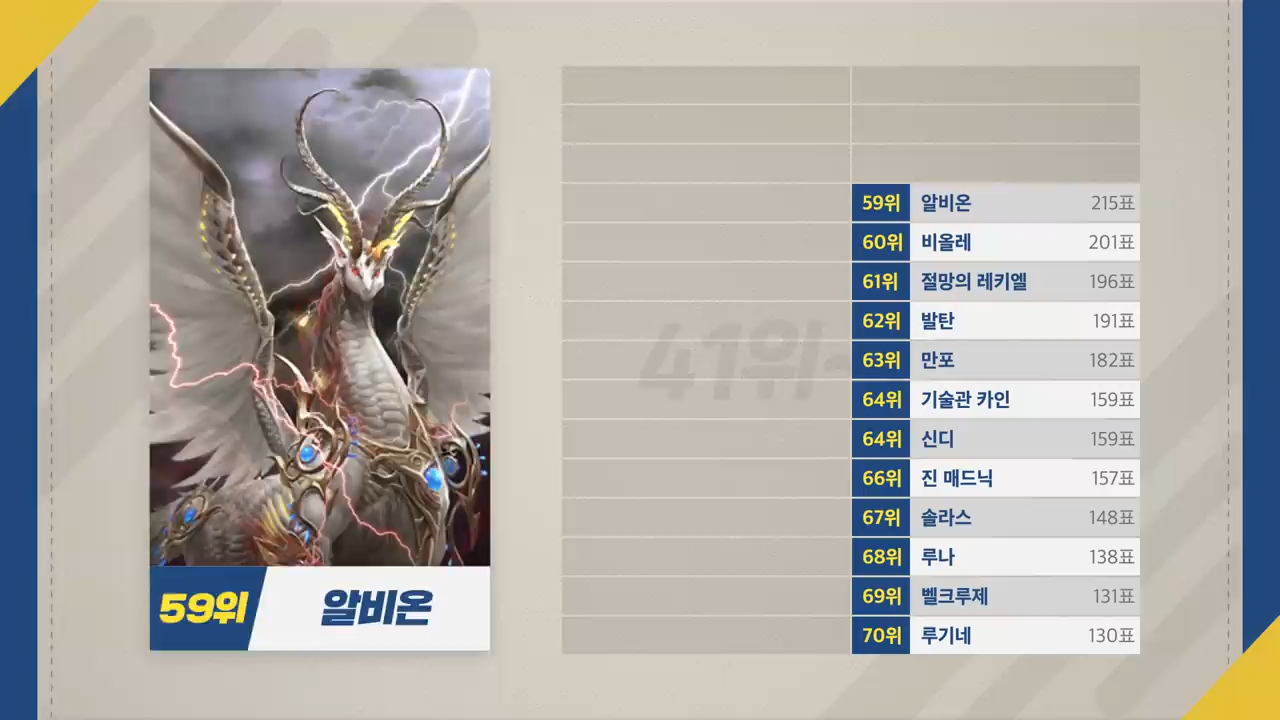 59위 알비온
41위~
59위 알비온 215표
60위 비올레 201표
61위 절망의 레키엘 196표
62위 발탄 191표
63위 만포 182표
64위 기술관 카인 159표
64위 신디 159표
66위 진 매드닉 157표
67위 솔라스 148표
68위 루나 138표
69위 벨크루제 131표
70위 루기네 130표